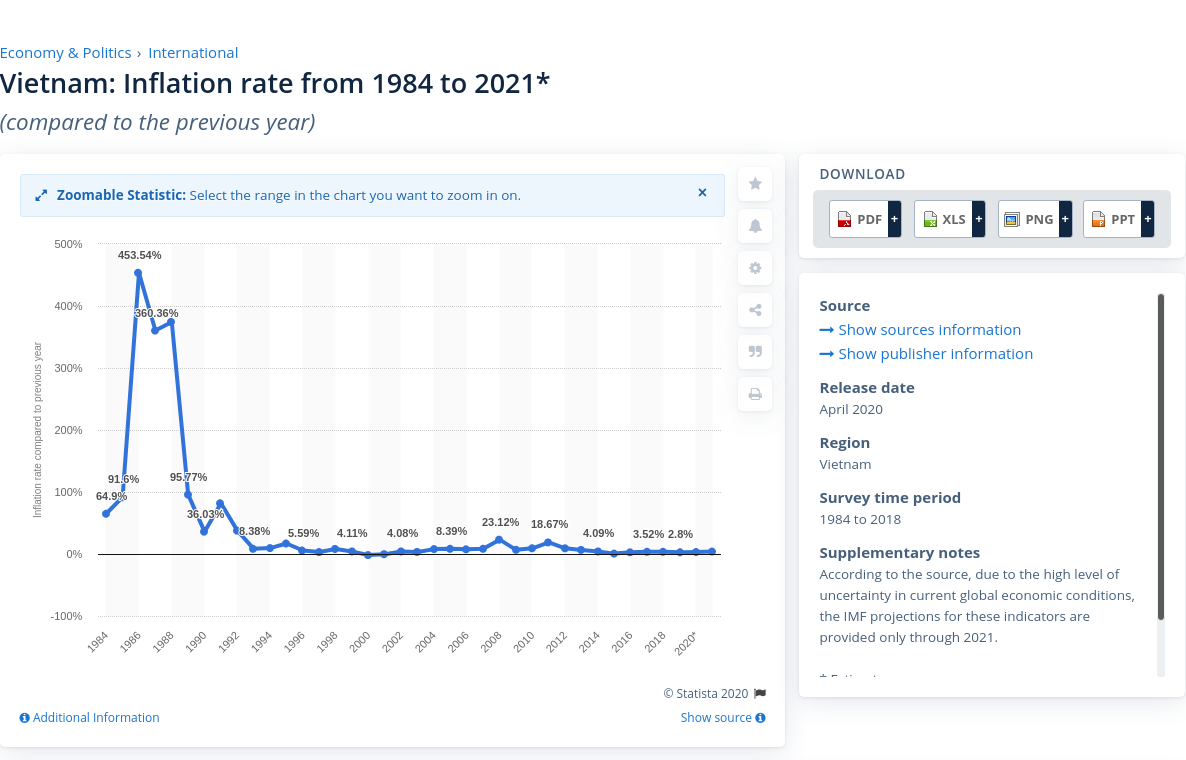 Economy & Politics › International
Vietnam: Inflation rate from 1984 to 2021*
(compared to the previous year)
Zoomable Statistic: Select the range in the chart you want to zoom in on. ×
500%
400%
300%
200%
100%
0%
-100%
Inflation rate compared to previous year
64.9%
91.6%
453.54%
360.36%
95.77%
36.03%
8.38%
5.59%
4.11%
4.08%
8.39%
23.12%
18.67%
4.09%
3.52%
2.8%
1984
1986
1988
1990
1992
1994
1996
1998
2000
2002
2004
2006
2008
2010
2012
2014
2016
2018
2020*
© Statista 2020
Additional Information
Show source
DOWNLOAD
PDF +
XLS +
PNG +
PPT +
Source
Show sources information
Show publisher information
Release date
April 2020
Region
Vietnam
Survey time period
1984 to 2018
Supplementary notes
According to the source, due to the high level of
uncertainty in current global economic conditions,
the IMF projections for these indicators are
provided only through 2021.